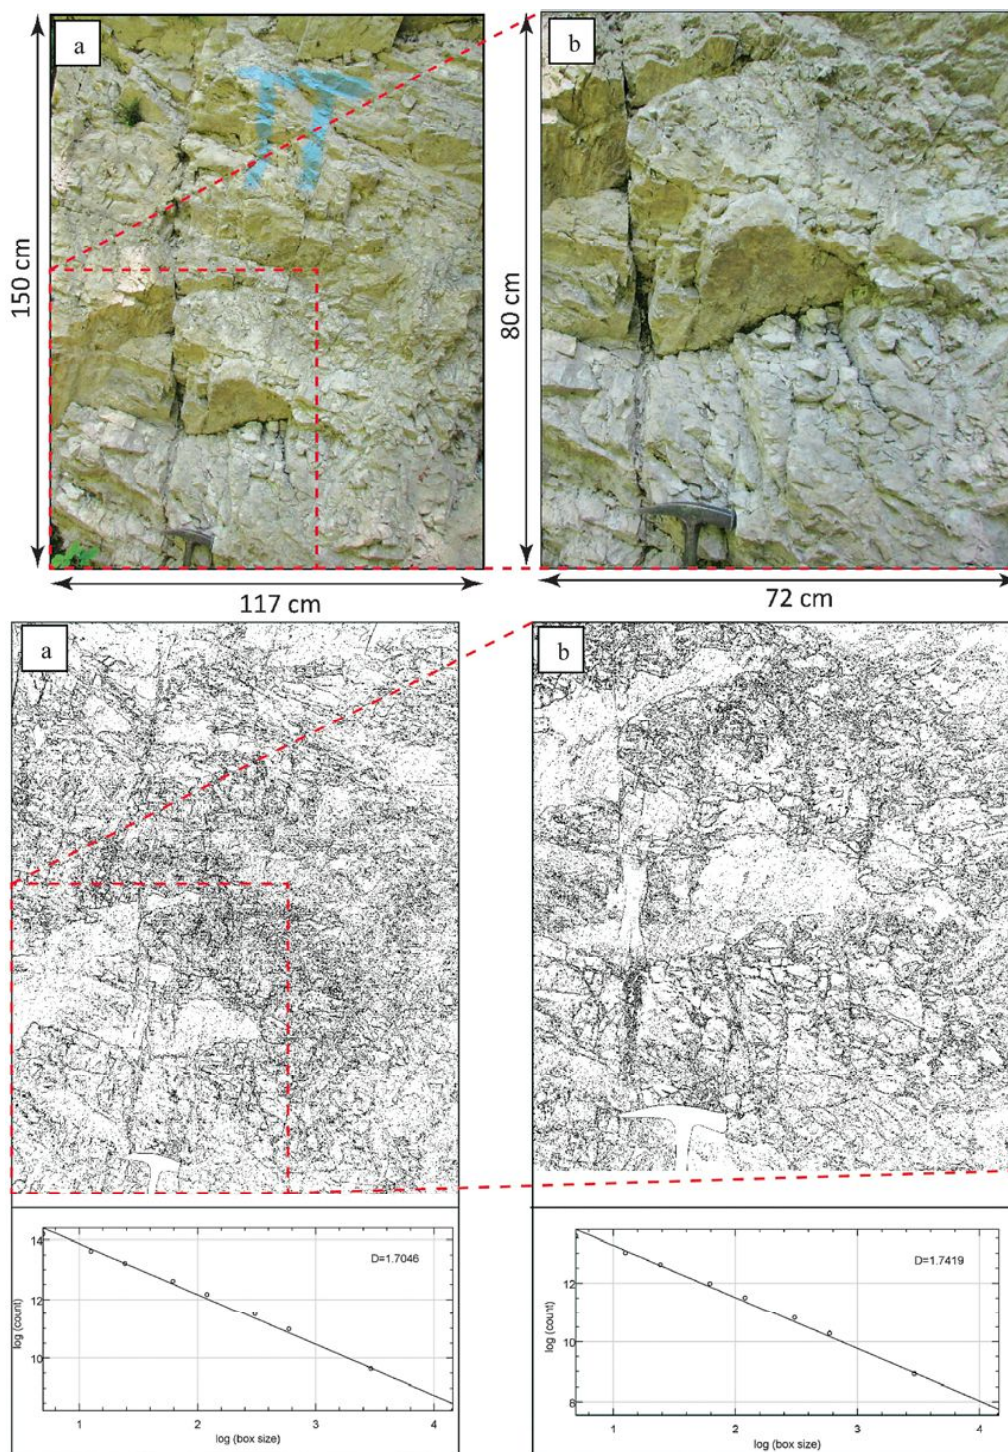 a
b
150 cm
80 cm
117 cm
72 cm
a
b
D=1.7046
14
12
10
log (count)
1
2
3
4
log (box size)
D=1.7419
12
10
8
log (count)
1
2
3
4
log (box size)